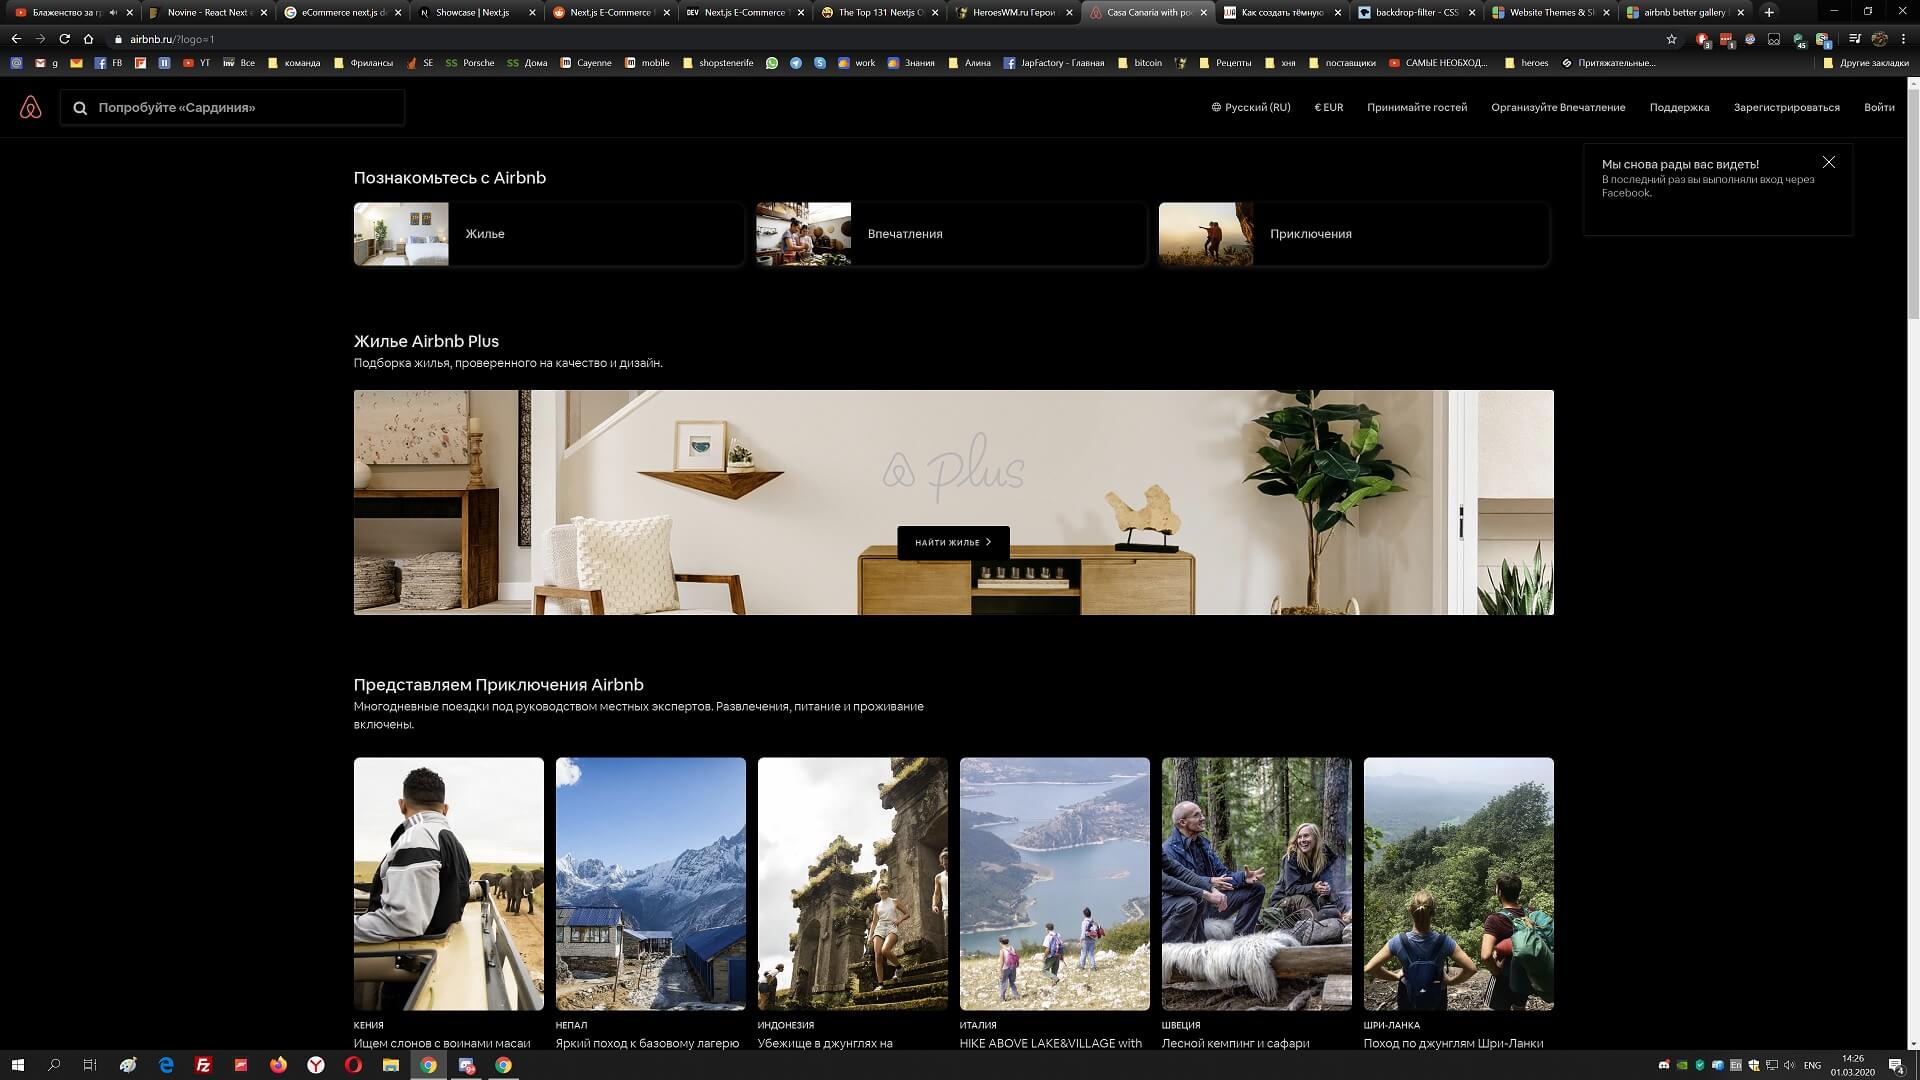 Блаженство за гр
Novine - React Next e
eCommerce next.js de
Showcase | Next.js
Next.js E-Commerce
DEV Next.js E-Commerce T
The Top 131 Nextjs O
HeroesWM.ru Герои
Casa Canaria with poo
Как создать тёмную
backdrop-filter - CSS
Website Themes & Sk
airbnb better gallery
airbnb.ru/?logo=1
g
FB
YT
inv Все
команда
Фрилансы
SE
SS Porsche
SS Дома
Cayenne
mobile
shopstenerife
work
Знания
Алина
JapFactory - Главная
bitcoin
Рецепты
хня
поставщики
САМЫЕ НЕОБХОД...
heroes
Притяжательные...
Другие закладки
Попробуйте «Сардиния»
Русский (RU)
€ EUR
Принимайте гостей
Организуйте Впечатление
Поддержка
Зарегистрироваться
Войти
Мы снова рады вас видеть!
В последний раз вы выполняли вход через
Facebook.
Познакомьтесь с Airbnb
Жилье
Впечатления
Приключения
Жилье Airbnb Plus
Подборка жилья, проверенного на качество и дизайн.
plus
НАЙТИ ЖИЛЬЕ
Представляем Приключения Airbnb
Многодневные поездки под руководством местных экспертов. Развлечения, питание и проживание
включены.
КЕНИЯ
Ищем слонов с воинами масаи
НЕПАЛ
Яркий поход к базовому лагерю
ИНДОНЕЗИЯ
Убежище в джунглях на
ИТАЛИЯ
HIKE ABOVE LAKE&VILLAGE with
ШВЕЦИЯ
Лесной кемпинг и сафари
ШРИ-ЛАНКА
Поход по джунглям Шри-Ланки
ENG
14:26
01.03.2020